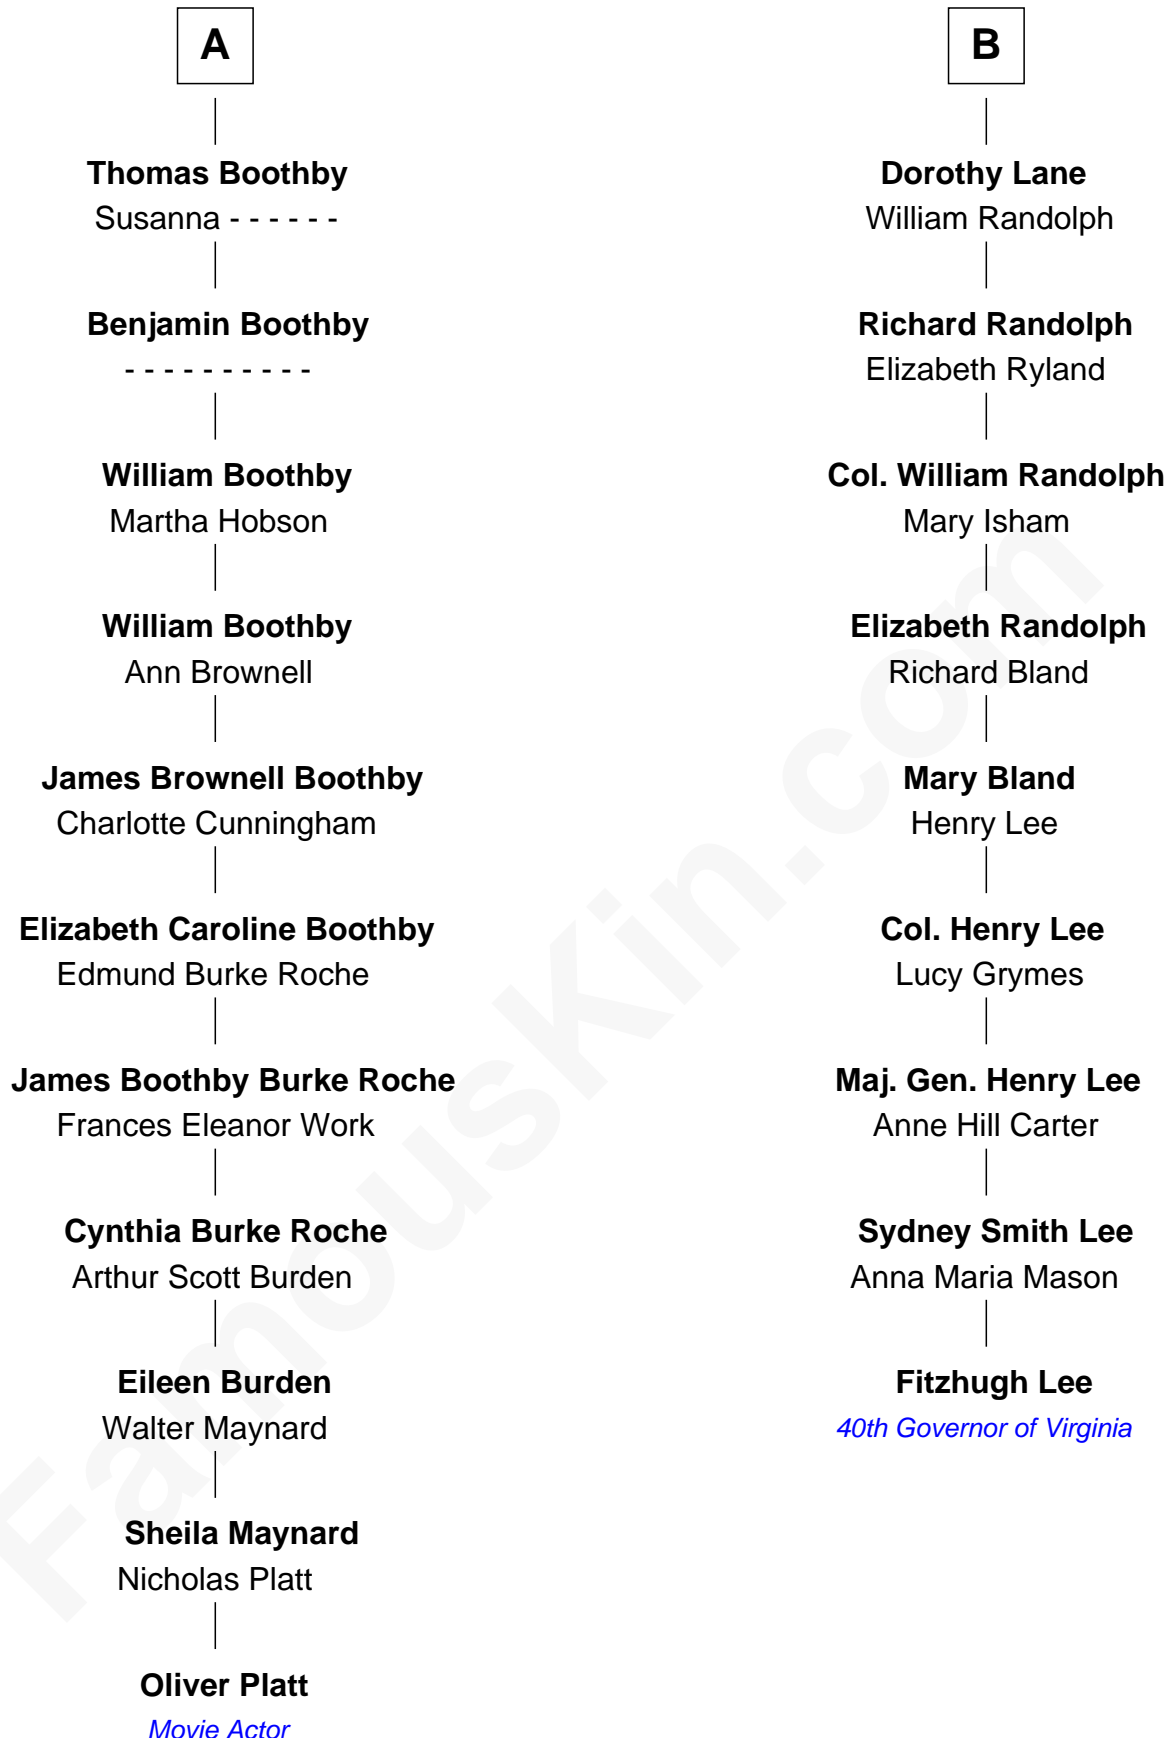 A
Thomas Boothby
Susanna - - - - - -
Benjamin Boothby
- - - - - - - - - -
William Boothby
Martha Hobson
William Boothby
Ann Brownell
James Brownell Boothby
Charlotte Cunningham
Elizabeth Caroline Boothby
Edmund Burke Roche
James Boothby Burke Roche
Frances Eleanor Work
Cynthia Burke Roche
Arthur Scott Burden
Eileen Burden
Walter Maynard
Sheila Maynard
Nicholas Platt
Oliver Platt
Movie Actor
B
Dorothy Lane
William Randolph
Richard Randolph
Elizabeth Ryland
Col. William Randolph
Mary Isham
Elizabeth Randolph
Richard Bland
Mary Bland
Henry Lee
Col. Henry Lee
Lucy Grymes
Maj. Gen. Henry Lee
Anne Hill Carter
Sydney Smith Lee
Anna Maria Mason
Fitzhugh Lee
40th Governor of Virginia
FamousKin.com